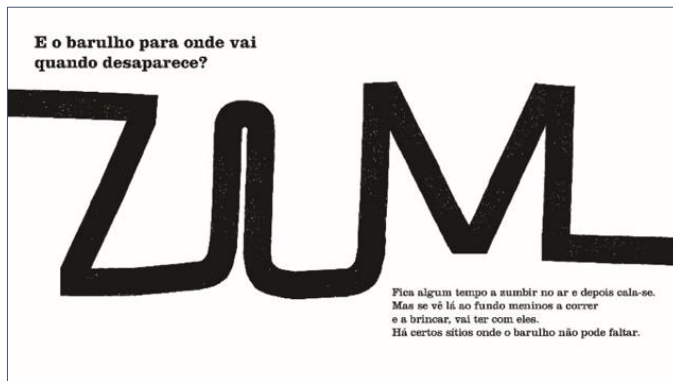 E o barulho para onde vai
quando desaparece?
ZUM
Fica algum tempo a zumbir no ar e depois cala-se.
Mas se vê lá ao fundo meninos a correr
e a brincar, vai ter com eles.
Há certos sítios onde o barulho não pode faltar.